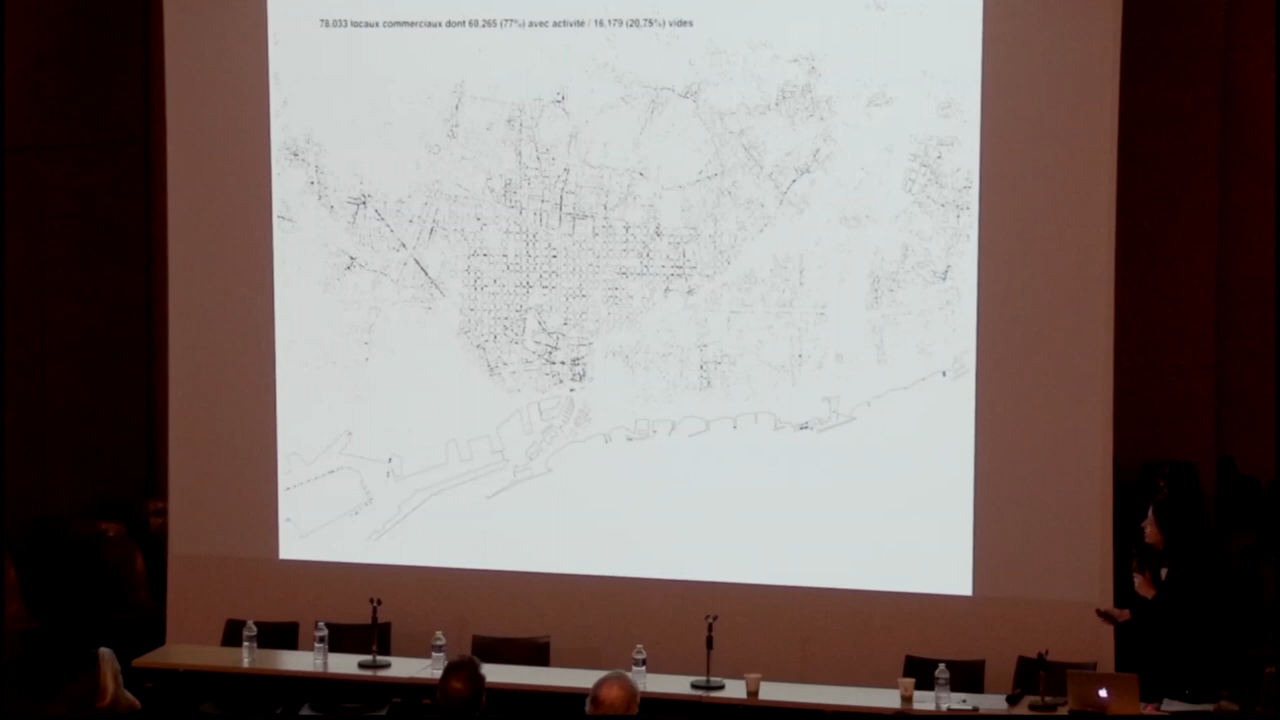 78.033 locaux commerciaux dont 60.265 (77%) avec activité / 16.179 (20,75%) vides